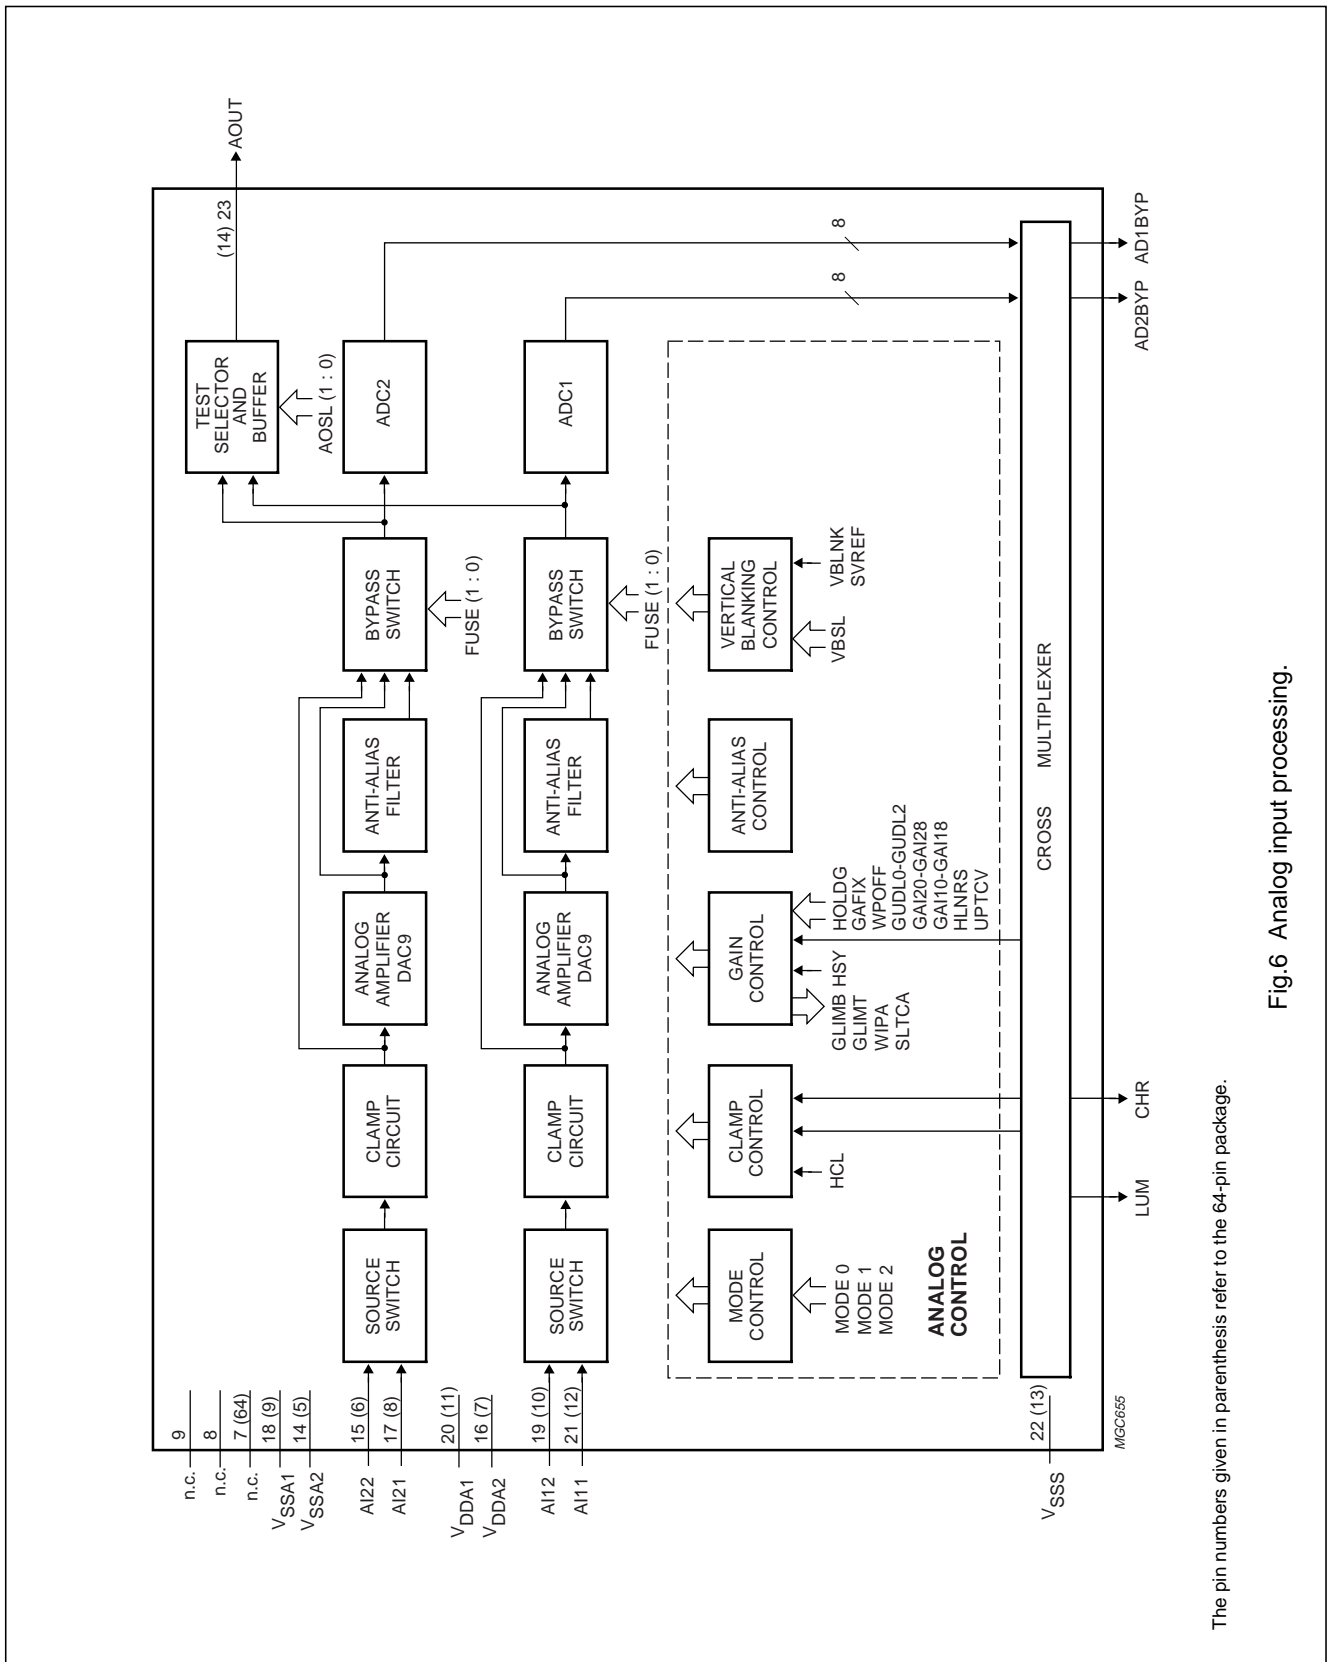 AOUT
(14) 23
TEST
SELECTOR
AND
BUFFER
AOSL (1 : 0)
n.c.
9
n.c.
8
n.c.
7 (64)
VSSA1
18 (9)
VSSA2
14 (5)
AI22
15 (6)
AI21
17 (8)
SOURCE
SWITCH
CLAMP
CIRCUIT
ANALOG
AMPLIFIER
DAC9
ANTI-ALIAS
FILTER
BYPASS
SWITCH
FUSE (1 : 0)
ADC2
8
VDDA1
20 (11)
VDDA2
16 (7)
AI12
19 (10)
AI11
21 (12)
SOURCE
SWITCH
CLAMP
CIRCUIT
ANALOG
AMPLIFIER
DAC9
ANTI-ALIAS
FILTER
BYPASS
SWITCH
FUSE (1 : 0)
ADC1
8
MODE
CONTROL
MODE 0
MODE 1
MODE 2
ANALOG
CONTROL
CLAMP
CONTROL
HCL
GAIN
CONTROL
GLIMB
GLIMT
WIPA
SLTCA
HSY
HOLDG
GAFIX
WPOFF
GUDL0-GUDL2
GAI20-GAI28
GAI10-GAI18
HLNRS
UPTCV
ANTI-ALIAS
CONTROL
VERTICAL
BLANKING
CONTROL
VBSL
VBLNK
SVREF
CROSS MULTIPLEXER
VSSS
22 (13)
LUM
CHR
AD2BYP
AD1BYP
MGC655
The pin numbers given in parenthesis refer to the 64-pin package.
Fig.6 Analog input processing.